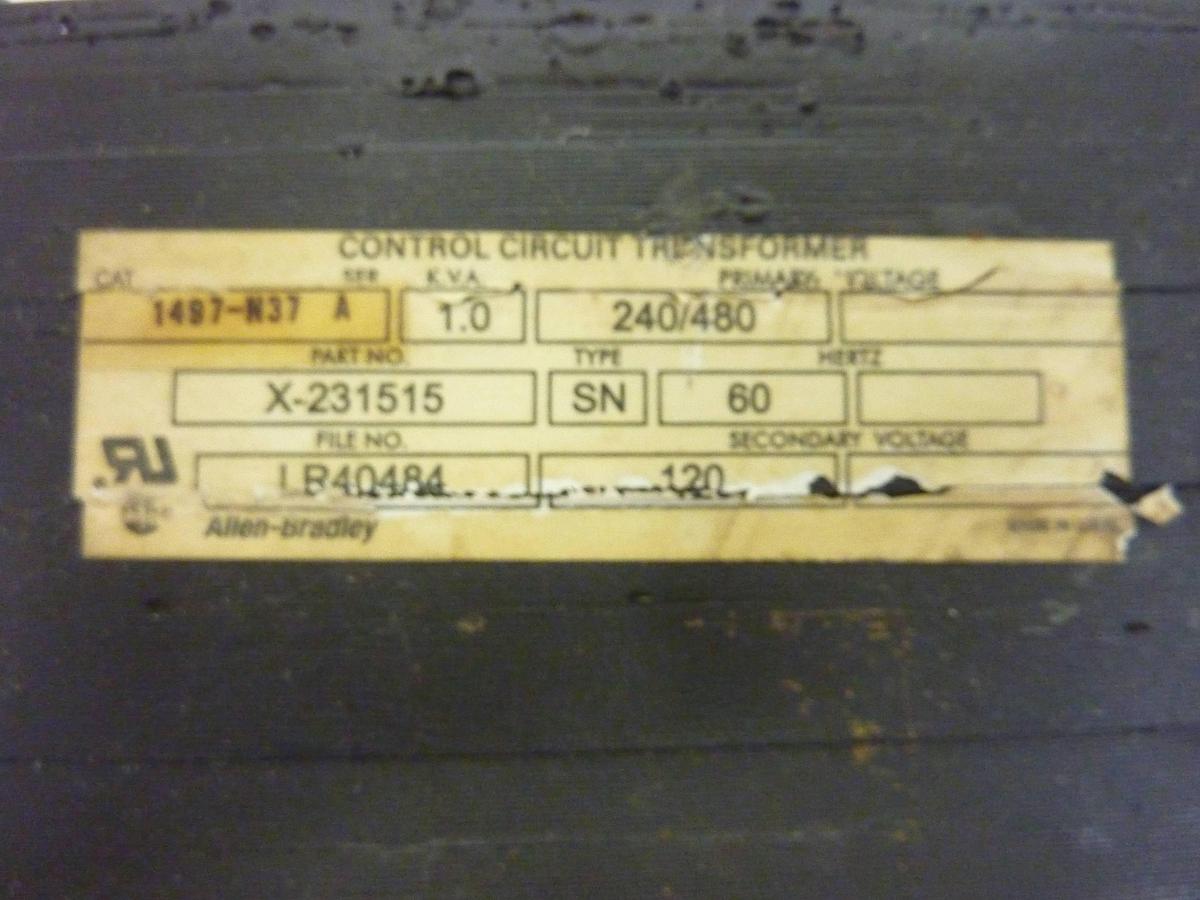 CONTROL CIRCUIT TRANSFORMER
CAT SER K.V.A. PRIMARY VOLTAGE
1497-N37 A 1.0 240/480
PART NO. TYPE HERTZ
X-231515 SN 60
FILE NO. SECONDARY VOLTAGE
LR40484 120
Allen-Bradley